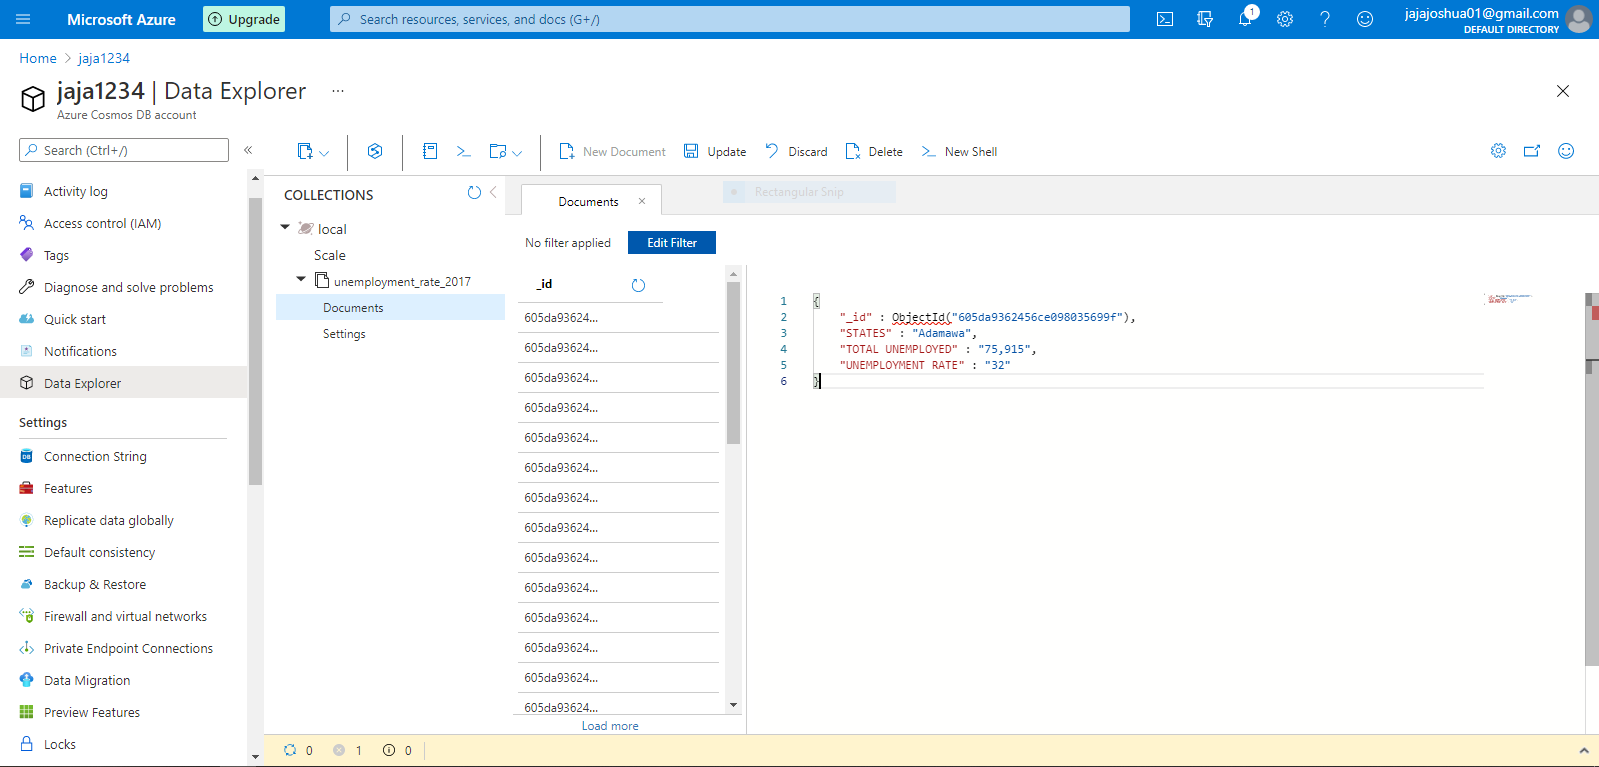 Microsoft Azure
Upgrade
Search resources, services, and docs (G+/)
1
jajajoshua01@gmail.com
DEFAULT DIRECTORY
Home > jaja1234
jaja1234 | Data Explorer ...
Azure Cosmos DB account
Search (Ctrl+/)
«
New Document
Update
Discard
Delete
New Shell
Activity log
Access control (IAM)
Tags
Diagnose and solve problems
Quick start
Notifications
Data Explorer
Settings
Connection String
Features
Replicate data globally
Default consistency
Backup & Restore
Firewall and virtual networks
Private Endpoint Connections
Data Migration
Preview Features
Locks
COLLECTIONS
local
Scale
unemployment_rate_2017
Documents
Settings
Documents
Rectangular Snip
No filter applied
Edit Filter
_id
605da93624...
605da93624...
605da93624...
605da93624...
605da93624...
605da93624...
605da93624...
605da93624...
605da93624...
605da93624...
605da93624...
605da93624...
605da93624...
605da93624...
Load more
1 {
2 "_id" : ObjectId("605da9362456ce098035699f"),
3 "STATES" : "Adamawa",
4 "TOTAL UNEMPLOYED" : "75,915",
5 "UNEMPLOYMENT RATE" : "32"
6 }
0 1 0